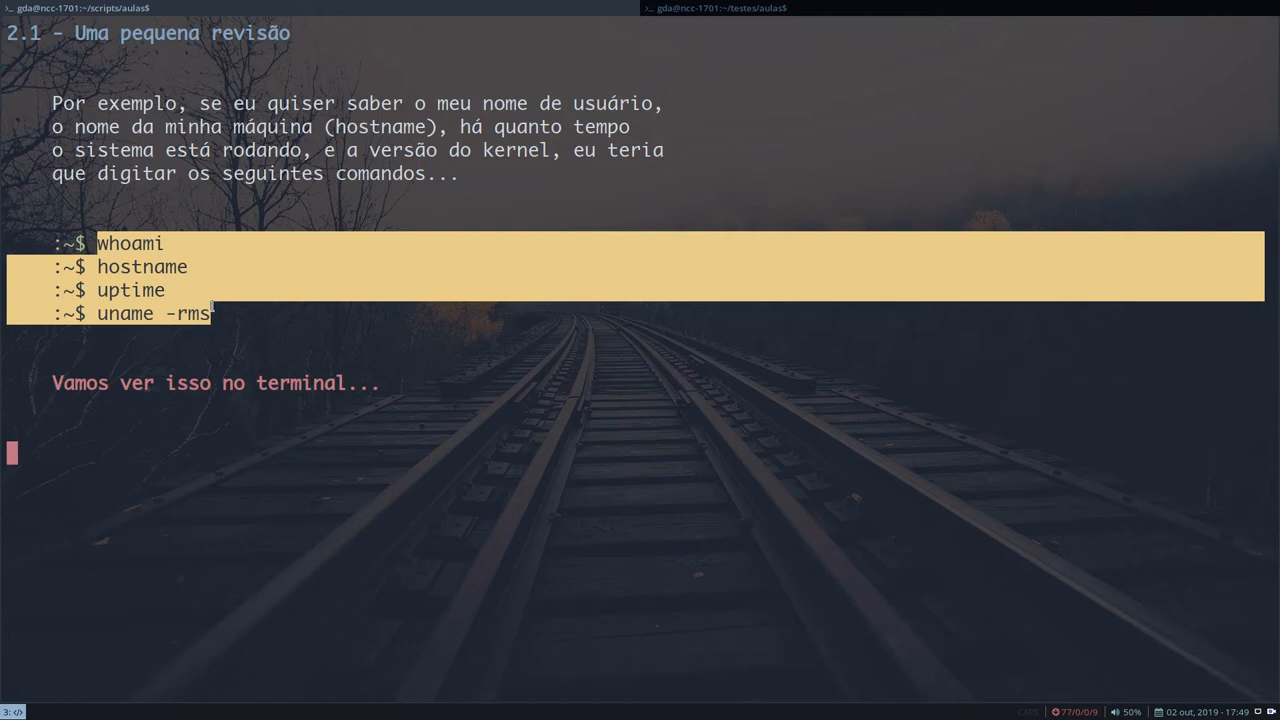 >_ gda@ncc-1701:~/scripts/aulas$
>_ gda@ncc-1701:~/testes/aulas$
2.1 - Uma pequena revisão
Por exemplo, se eu quiser saber o meu nome de usuário,
o nome da minha máquina (hostname), há quanto tempo
o sistema está rodando, e a versão do kernel, eu teria
que digitar os seguintes comandos...
:~$ whoami
:~$ hostname
:~$ uptime
:~$ uname -rms
Vamos ver isso no terminal...
3: </>
CAPS
77/0/0/9
50%
02 out, 2019 - 17:49